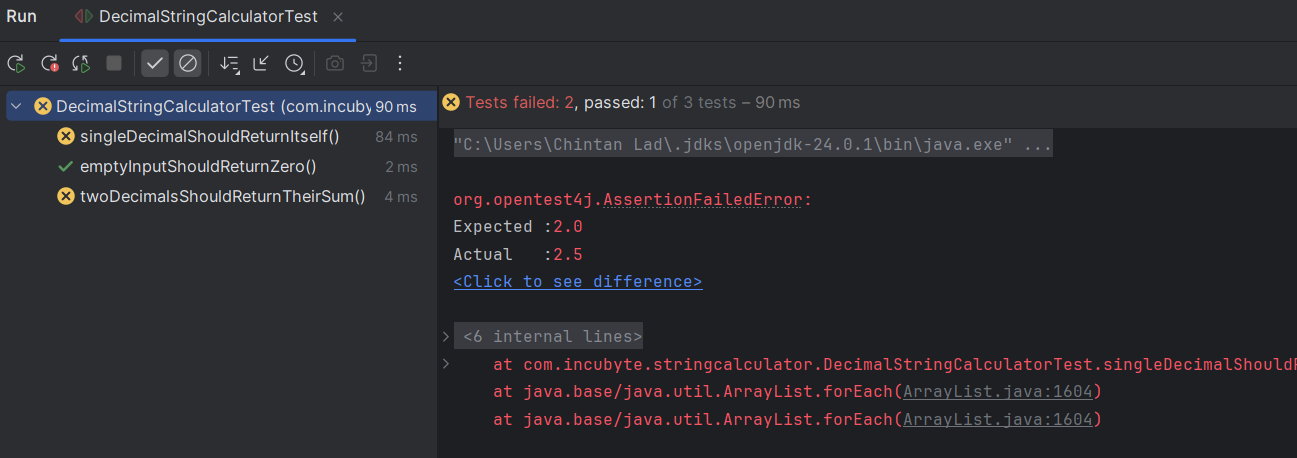 Run DecimalStringCalculatorTest
DecimalStringCalculatorTest (com.incuby 90 ms
singleDecimalShouldReturnItself() 84 ms
emptyInputShouldReturnZero() 2 ms
twoDecimalsShouldReturnTheirSum() 4 ms
Tests failed: 2, passed: 1 of 3 tests – 90 ms
"C:\Users\Chintan Lad\.jdks\openjdk-24.0.1\bin\java.exe" ...
org.opentest4j.AssertionFailedError:
Expected :2.0
Actual   :2.5
<Click to see difference>
<6 internal lines>
at com.incubyte.stringcalculator.DecimalStringCalculatorTest.singleDecimalShould
at java.base/java.util.ArrayList.forEach(ArrayList.java:1604)
at java.base/java.util.ArrayList.forEach(ArrayList.java:1604)